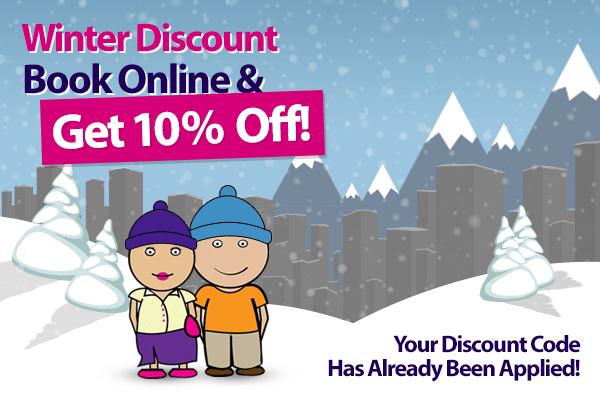 Winter Discount
Book Online &
Get 10% Off!
Your Discount Code
Has Already Been Applied!